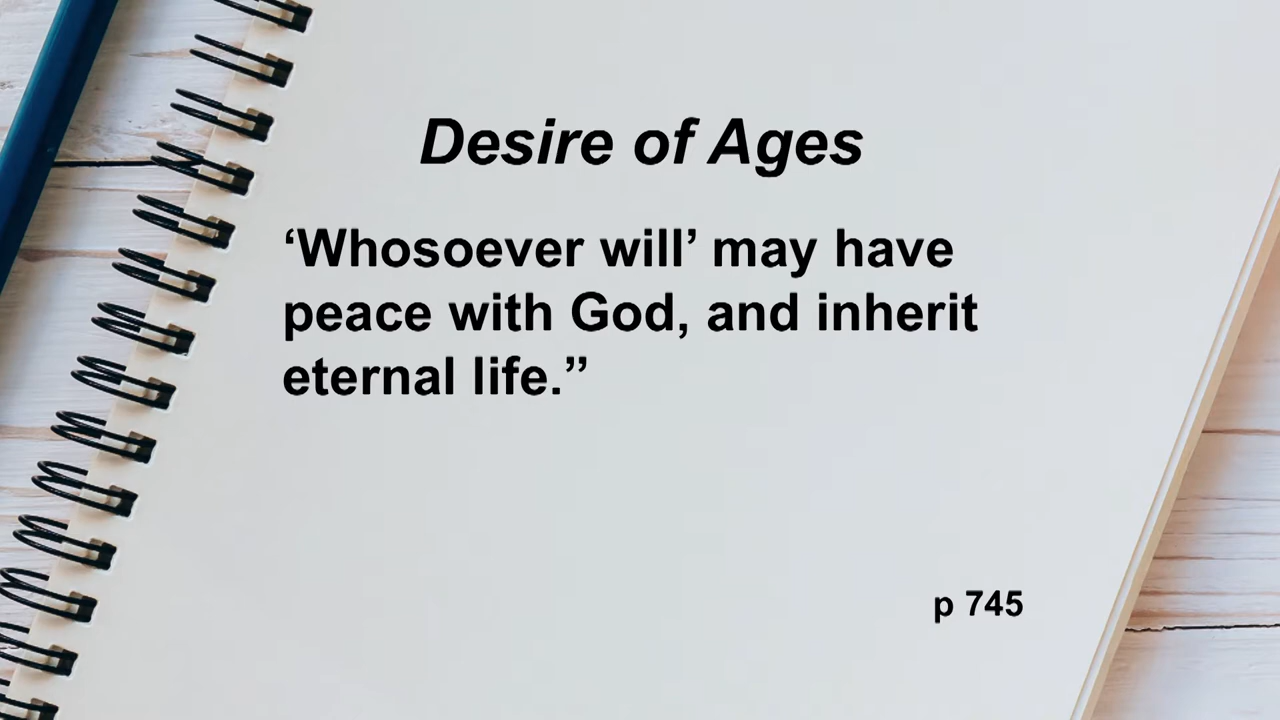 Desire of Ages
‘Whosoever will’ may have
peace with God, and inherit
eternal life.”
p 745